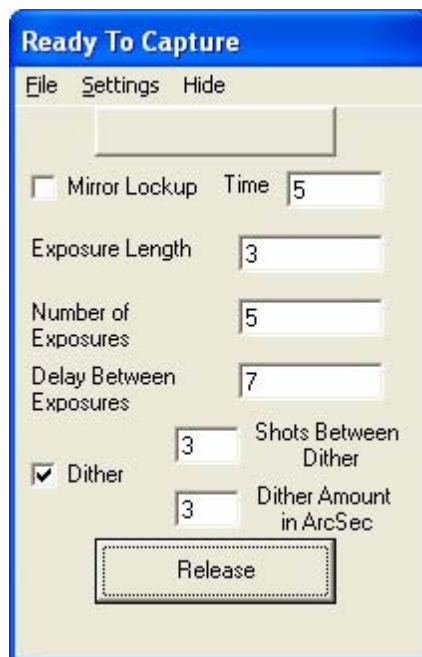 Ready To Capture
File Settings Hide
Mirror Lockup Time 5
Exposure Length 3
Number of
Exposures 5
Delay Between
Exposures 7
3 Shots Between
Dither
Dither
3 Dither Amount
in ArcSec
Release